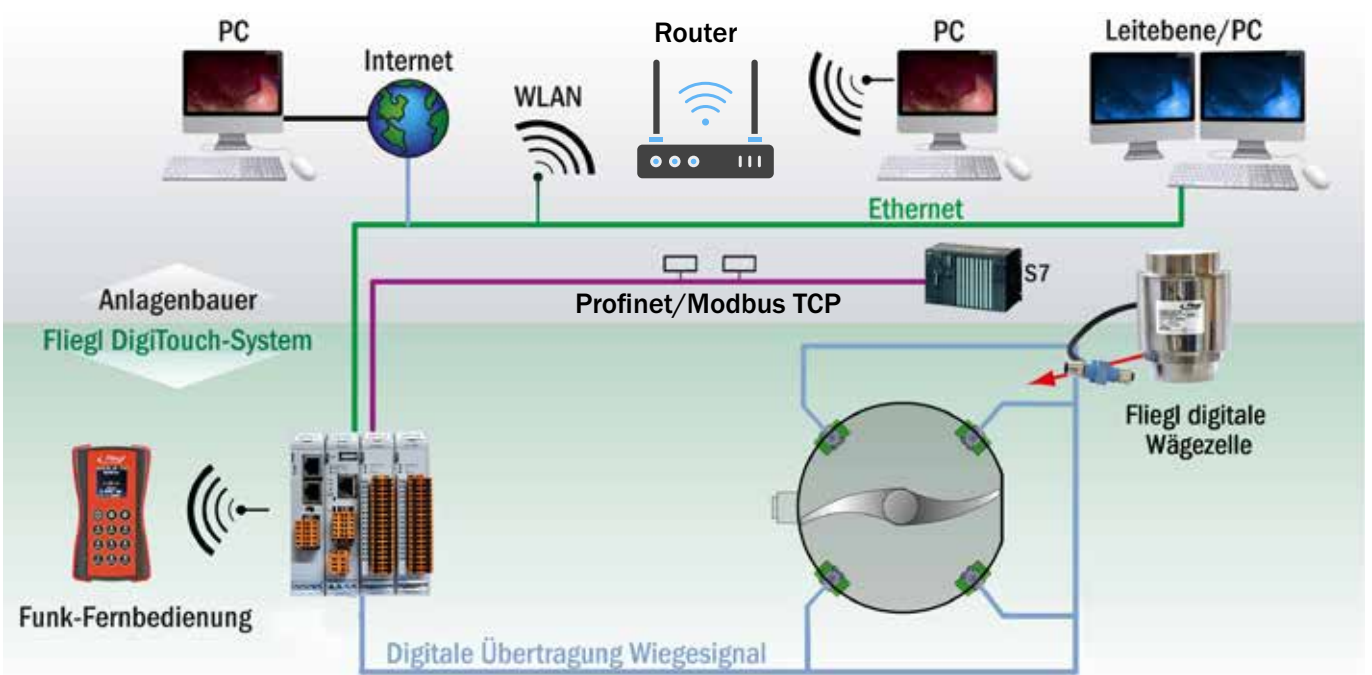 PC
Internet
WLAN
Router
PC
Leitebene/PC
Ethernet
S7
Profinet/Modbus TCP
Anlagenbauer
Fliegl DigiTouch-System
Fliegl digitale
Wägezelle
Funk-Fernbedienung
Digitale Übertragung Wiegesignal